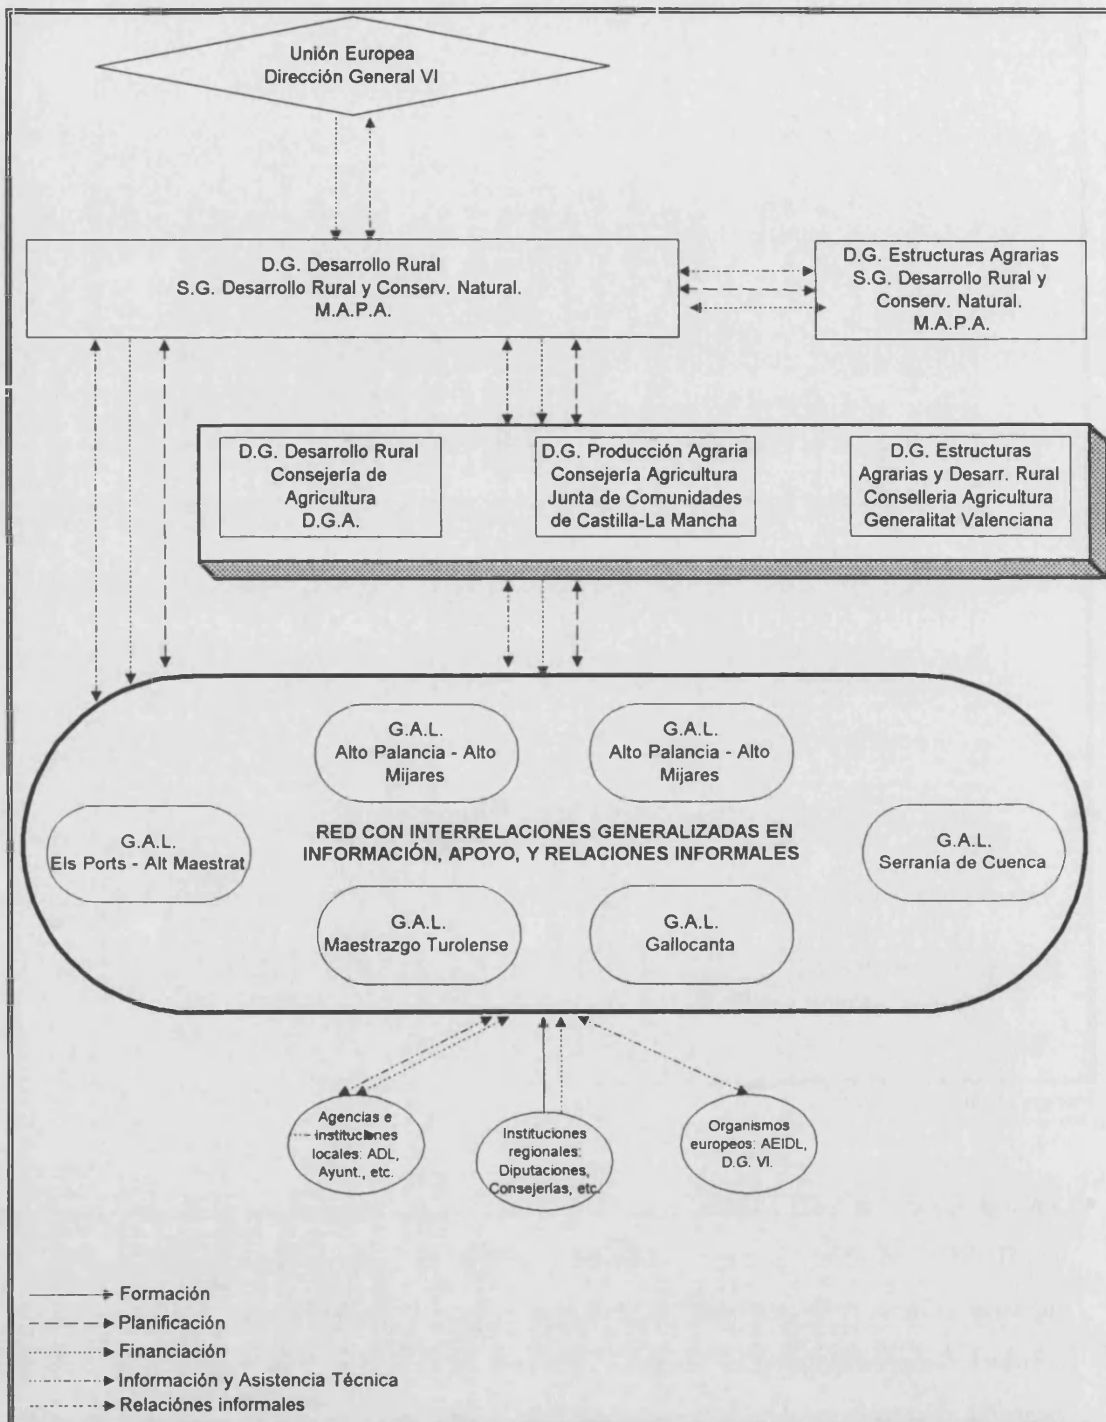 Unión Europea
Dirección General VI
D.G. Desarrollo Rural
S.G. Desarrollo Rural y Conserv. Natural.
M.A.P.A.
D.G. Estructuras Agrarias
S.G. Desarrollo Rural y
Conserv. Natural.
M.A.P.A.
D.G. Desarrollo Rural
Consejería de
Agricultura
D.G.A.
D.G. Producción Agraria
Consejería Agricultura
Junta de Comunidades
de Castilla-La Mancha
D.G. Estructuras
Agrarias y Desarr. Rural
Conselleria Agricultura
Generalitat Valenciana
G.A.L.
Alto Palancia - Alto
Mijares
G.A.L.
Alto Palancia - Alto
Mijares
G.A.L.
Els Ports - Alt Maestrat
RED CON INTERRELACIONES GENERALIZADAS EN
INFORMACIÓN, APOYO, Y RELACIONES INFORMALES
G.A.L.
Serranía de Cuenca
G.A.L.
Maestrazgo Turolense
G.A.L.
Gallocanta
Agencias e
instituciones
locales: ADL,
Ayunt., etc.
Instituciones
regionales:
Diputaciones,
Consejerías, etc.
Organismos
europeos: AEIDL,
D.G. VI.
Formación
Planificación
Financiación
Información y Asistencia Técnica
Relaciónes informales